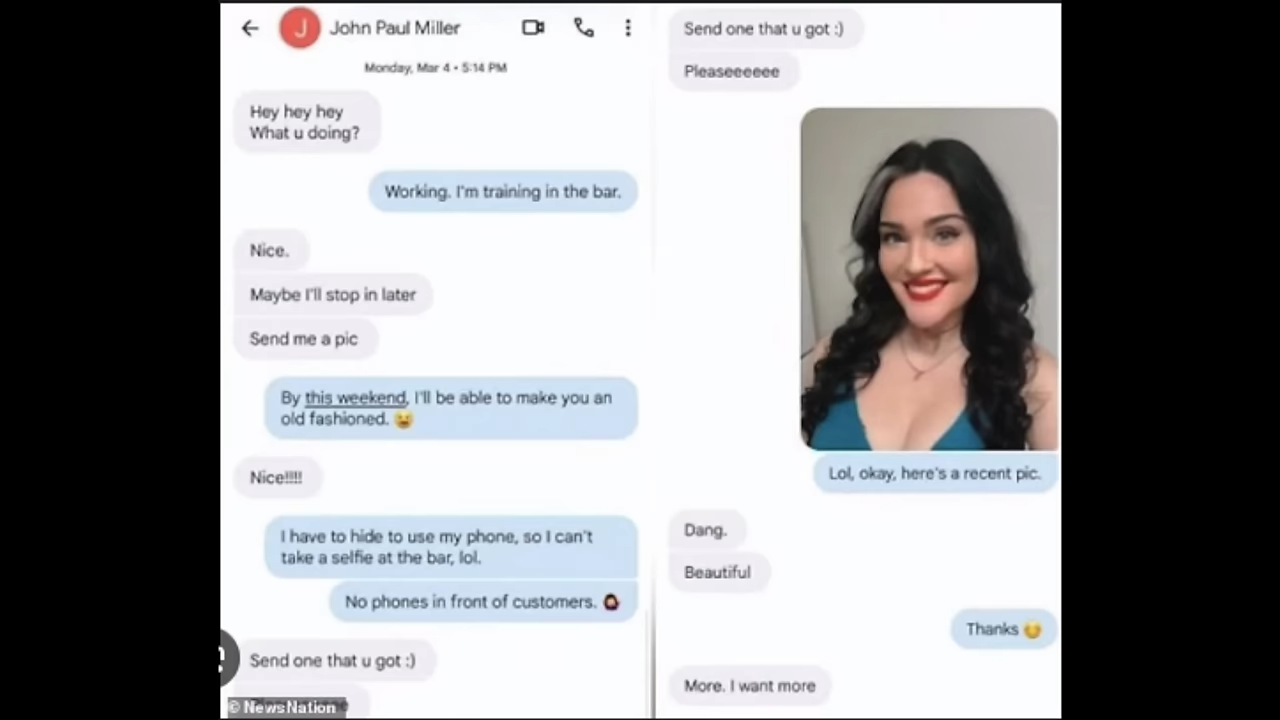 John Paul Miller
Monday, Mar 4 • 5:14 PM
Hey hey hey
What u doing?
Working. I'm training in the bar.
Nice.
Maybe I'll stop in later
Send me a pic
By this weekend, I'll be able to make you an
old fashioned. 😄
Nice!!!!
I have to hide to use my phone, so I can't
take a selfie at the bar, lol.
No phones in front of customers. 🤦🏻‍♀️
Send one that u got :)
© NewsNation
Send one that u got :)
Pleaseeeeee
Lol, okay, here's a recent pic.
Dang.
Beautiful
Thanks 😊
More. I want more